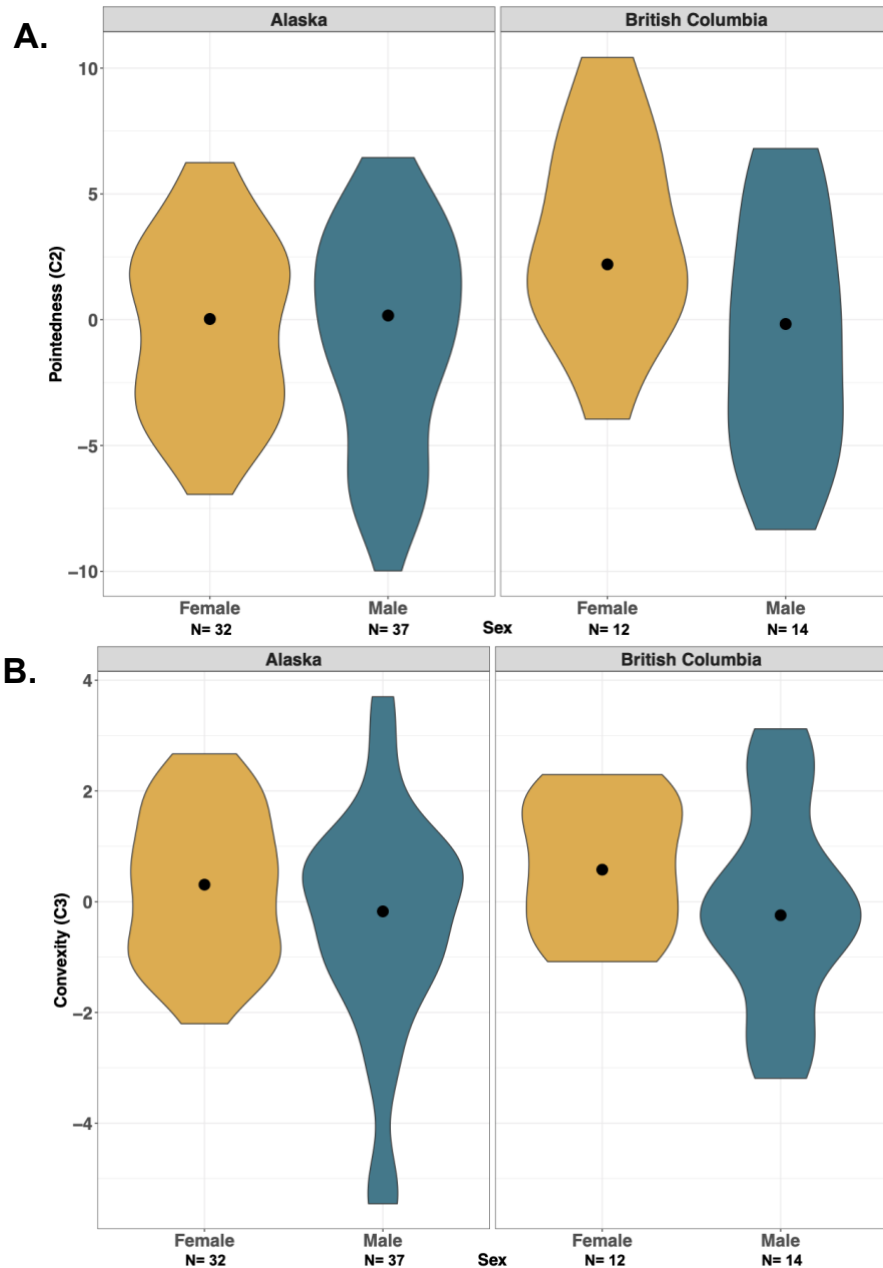 A.
Alaska
British Columbia
Pointedness (C2)
10
5
0
−5
−10
Female
Male
Female
Male
N= 32
N= 37
Sex
N= 12
N= 14
B.
Alaska
British Columbia
Convexity (C3)
4
2
0
−2
−4
Female
Male
Female
Male
N= 32
N= 37
Sex
N= 12
N= 14